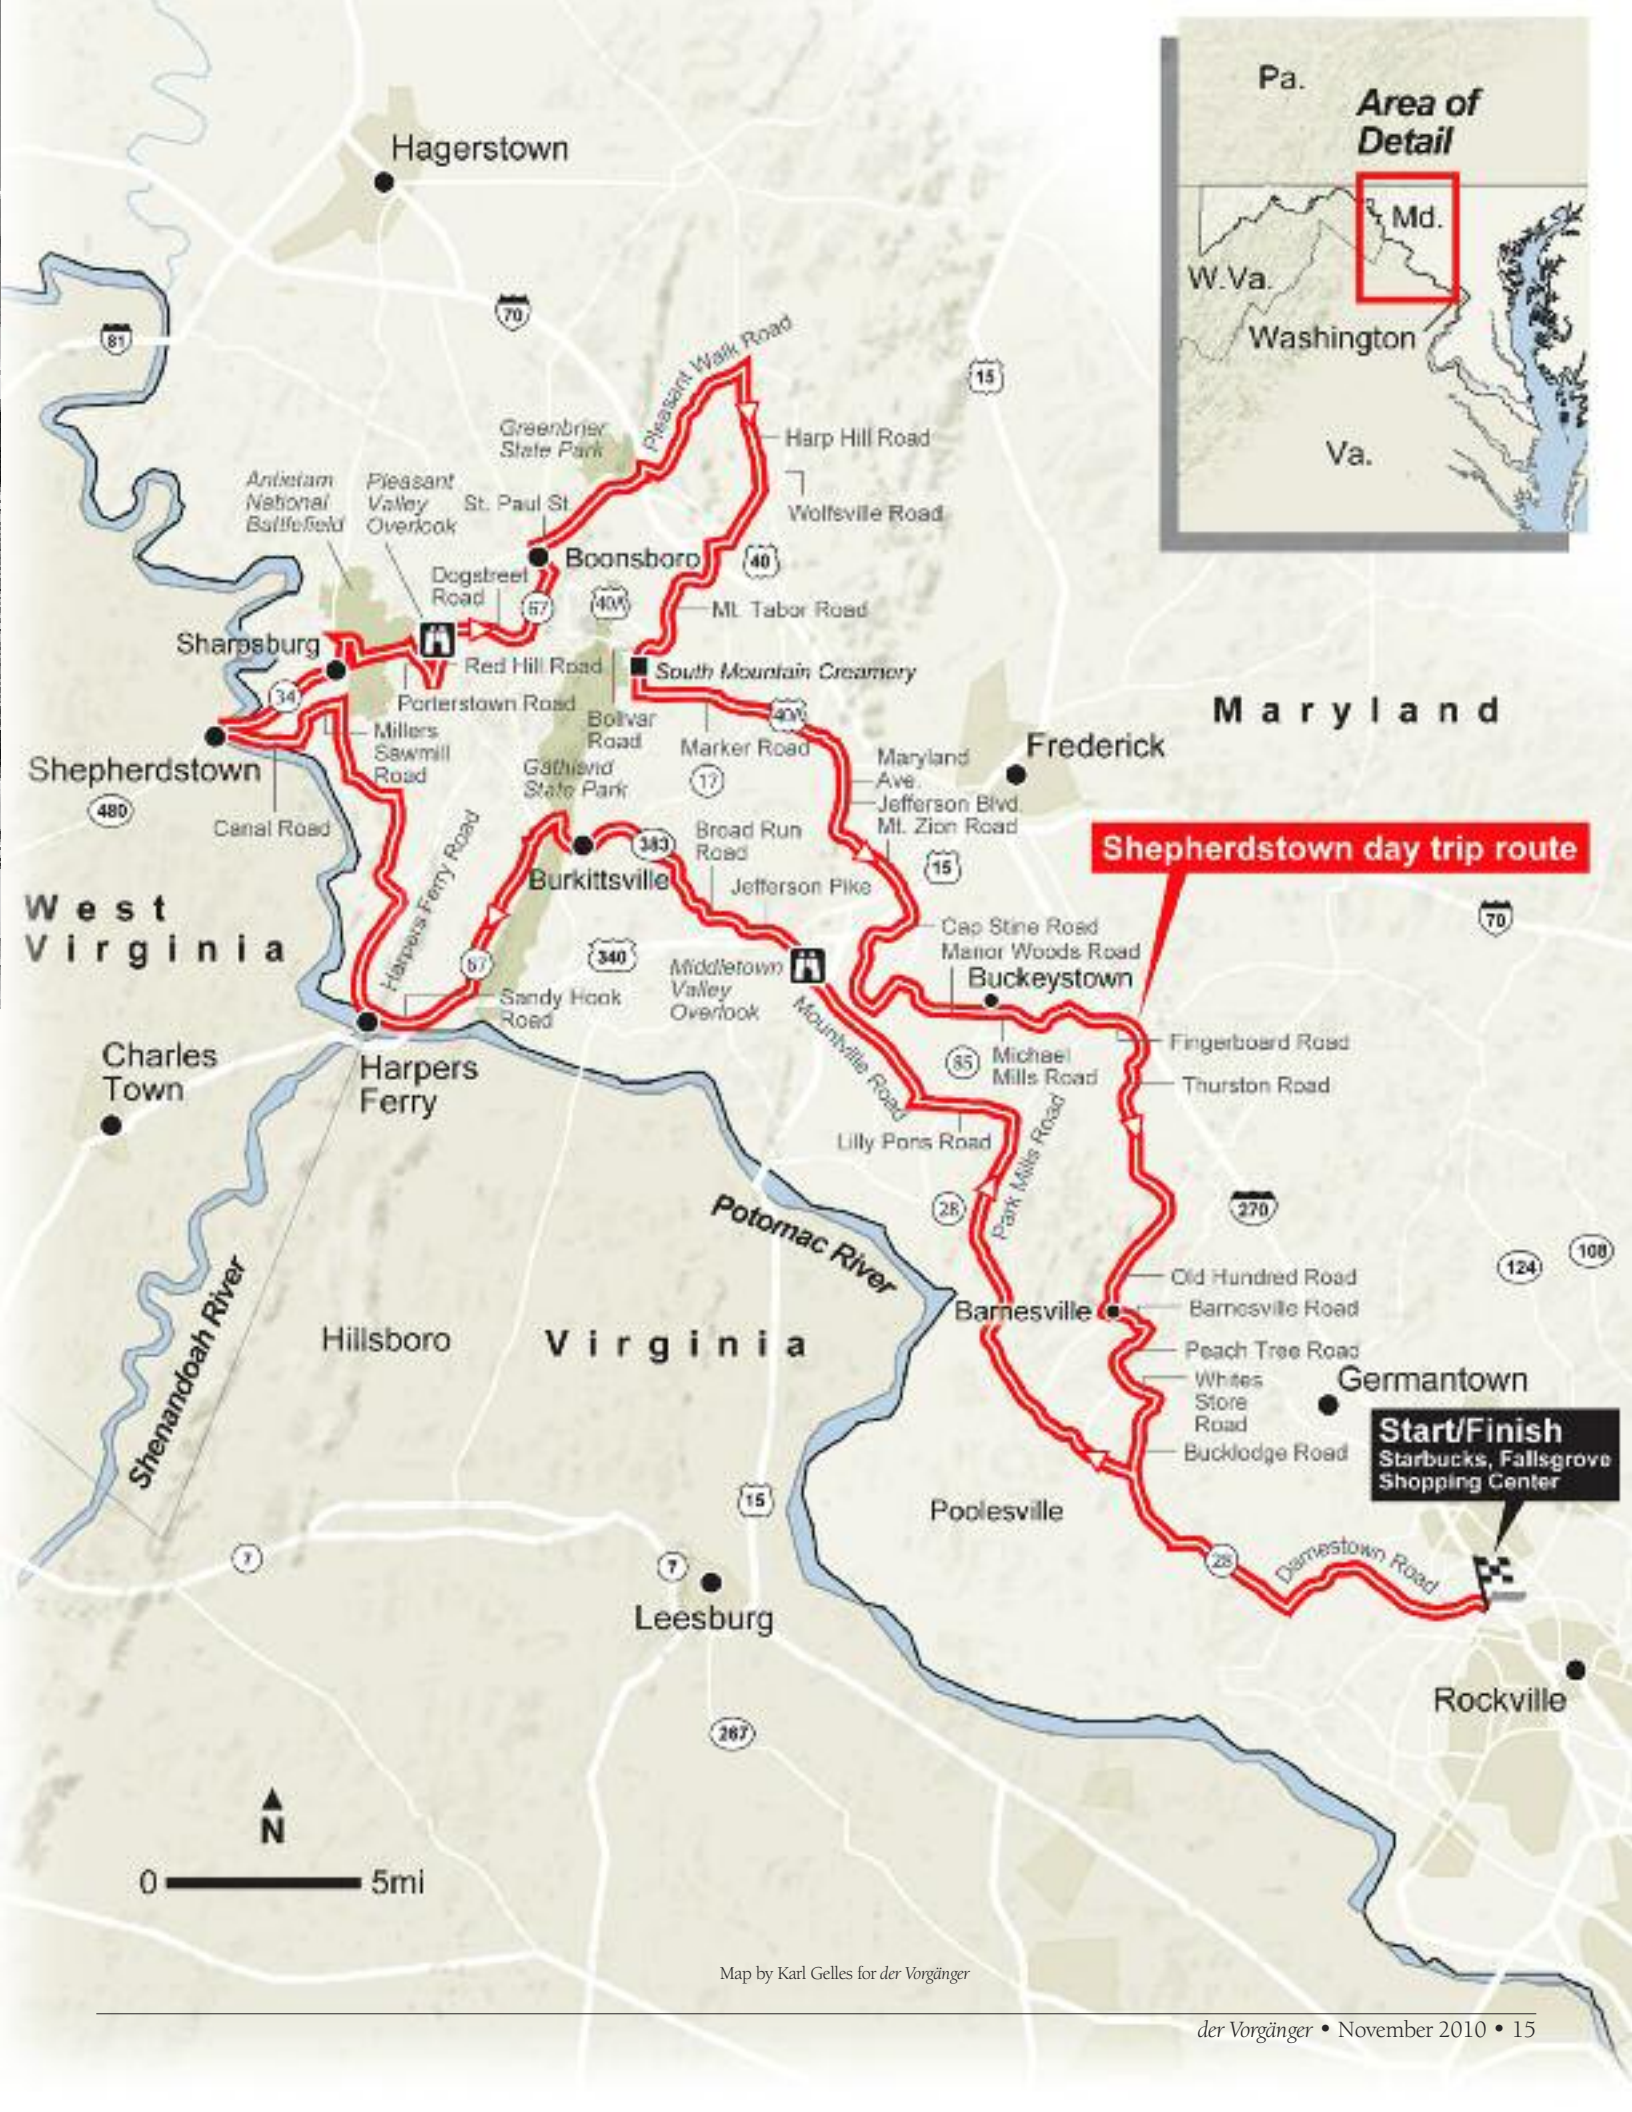 Pa.
Area of
Detail
Md.
W.Va.
Washington
Va.
Hagerstown
70
81
15
Pleasant Walk Road
Greenbrier
State Park
Harp Hill Road
Antietam
National
Battlefield
Pleasant
Valley
Overlook
St. Paul St
Wolfsville Road
Boonsboro
40
Dogstreet
Road
67
40A
Mt. Tabor Road
Sharpsburg
Red Hill Road
South Mountain Creamery
34
Porterstown Road
Bolivar
Road
40A
Maryland
Millers
Sawmill
Road
Marker Road
Frederick
Shepherdstown
Gathland
State Park
17
Maryland
Ave.
Jefferson Blvd.
Mt. Zion Road
480
Canal Road
Harpers Ferry Road
383
Broad Run
Road
Shepherdstown day trip route
15
Burkittsville
Jefferson Pike
West
Virginia
70
Cap Stine Road
Manor Woods Road
67
340
Middletown
Valley
Overlook
Buckeystown
Sandy Hook
Road
Mountville Road
Fingerboard Road
Charles
Town
Harpers
Ferry
85
Michael
Mills Road
Thurston Road
Lilly Pons Road
Park Mills Road
28
270
Potomac River
108
124
Shenandoah River
Old Hundred Road
Barnesville
Barnesville Road
Hillsboro
Virginia
Peach Tree Road
Whites
Store
Road
Germantown
Start/Finish
Starbucks, Fallsgrove
Shopping Center
Bucklodge Road
Poolesville
15
7
7
28
Darnestown Road
Leesburg
Rockville
267
N
0 5mi
Map by Karl Gelles for der Vorgänger
der Vorgänger • November 2010 • 15